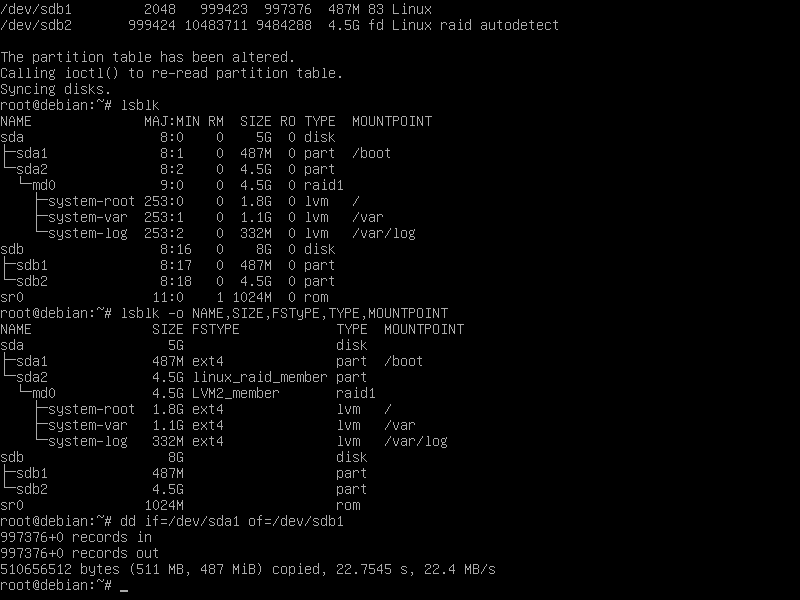 /dev/sdb1         2048   999423   997376  487M 83 Linux
/dev/sdb2       999424 10483711  9484288  4.5G fd Linux raid autodetect

The partition table has been altered.
Calling ioctl() to re-read partition table.
Syncing disks.
root@debian:~# lsblk
NAME              MAJ:MIN RM   SIZE RO TYPE  MOUNTPOINT
sda                 8:0    0     5G  0 disk
├─sda1              8:1    0   487M  0 part  /boot
└─sda2              8:2    0   4.5G  0 part
  └─md0             9:0    0   4.5G  0 raid1
    ├─system-root 253:0    0   1.8G  0 lvm   /
    ├─system-var  253:1    0   1.1G  0 lvm   /var
    └─system-log  253:2    0   332M  0 lvm   /var/log
sdb                 8:16   0     8G  0 disk
├─sdb1              8:17   0   487M  0 part
└─sdb2              8:18   0   4.5G  0 part
sr0                11:0    1  1024M  0 rom
root@debian:~# lsblk -o NAME,SIZE,FSTyPE,TYPE,MOUNTPOINT
NAME               SIZE FSTYPE            TYPE  MOUNTPOINT
sda                  5G                   disk
├─sda1             487M ext4              part  /boot
└─sda2             4.5G linux_raid_member part
  └─md0            4.5G LVM2_member       raid1
    ├─system-root  1.8G ext4              lvm   /
    ├─system-var   1.1G ext4              lvm   /var
    └─system-log   332M ext4              lvm   /var/log
sdb                  8G                   disk
├─sdb1             487M                   part
└─sdb2             4.5G                   part
sr0               1024M                   rom
root@debian:~# dd if=/dev/sda1 of=/dev/sdb1
997376+0 records in
997376+0 records out
510656512 bytes (511 MB, 487 MiB) copied, 22.7545 s, 22.4 MB/s
root@debian:~# _